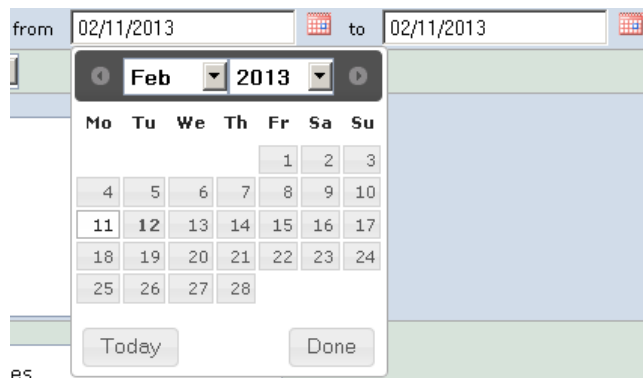 from 02/11/2013 to 02/11/2013
Feb 2013
Mo Tu We Th Fr Sa Su
1 2 3
4 5 6 7 8 9 10
11 12 13 14 15 16 17
18 19 20 21 22 23 24
25 26 27 28
Today Done
es